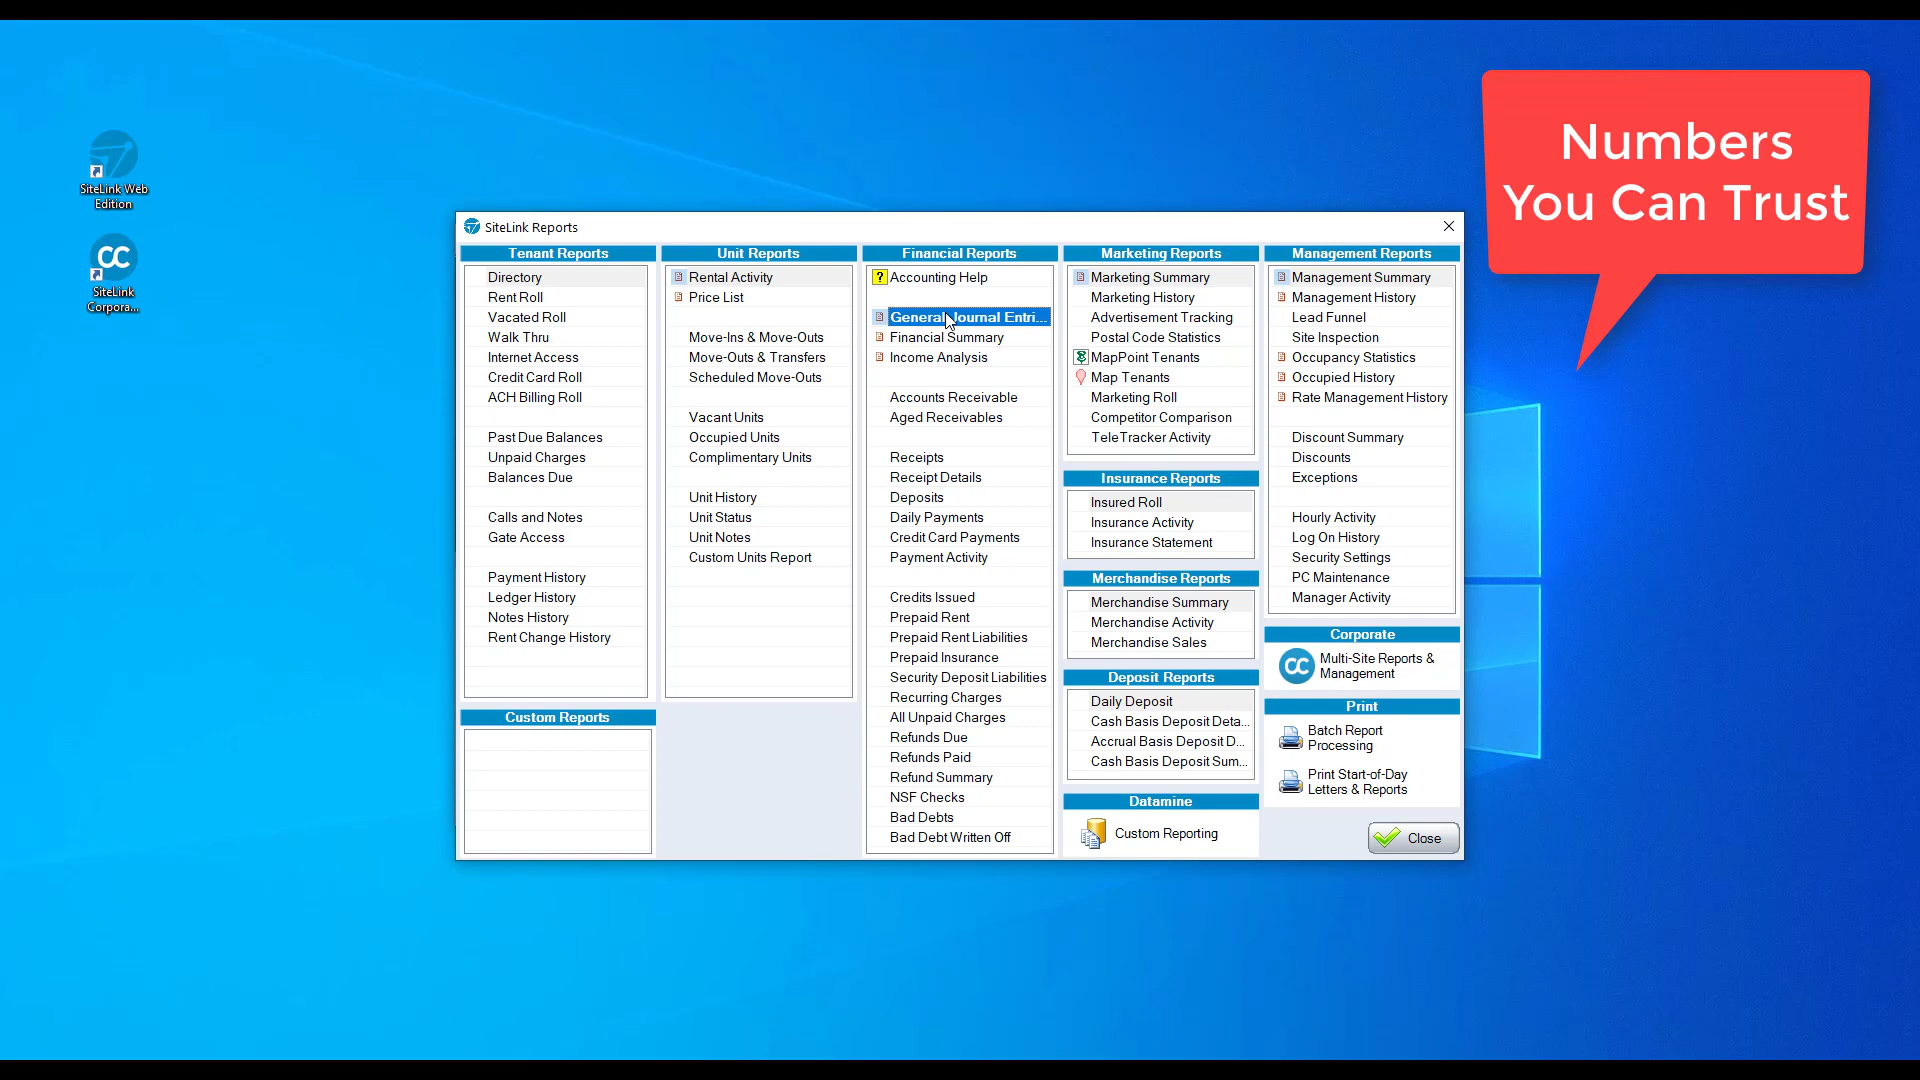 Numbers
You Can Trust
SiteLink Web
Edition
CC
SiteLink
Corpora...
SiteLink Reports
Tenant Reports
Directory
Rent Roll
Vacated Roll
Walk Thru
Internet Access
Credit Card Roll
ACH Billing Roll
Past Due Balances
Unpaid Charges
Balances Due
Calls and Notes
Gate Access
Payment History
Ledger History
Notes History
Rent Change History
Custom Reports
Unit Reports
Rental Activity
Price List
Move-Ins & Move-Outs
Move-Outs & Transfers
Scheduled Move-Outs
Vacant Units
Occupied Units
Complimentary Units
Unit History
Unit Status
Unit Notes
Custom Units Report
Financial Reports
? Accounting Help
General Journal Entri...
Financial Summary
Income Analysis
Accounts Receivable
Aged Receivables
Receipts
Receipt Details
Deposits
Daily Payments
Credit Card Payments
Payment Activity
Credits Issued
Prepaid Rent
Prepaid Rent Liabilities
Prepaid Insurance
Security Deposit Liabilities
Recurring Charges
All Unpaid Charges
Refunds Due
Refunds Paid
Refund Summary
NSF Checks
Bad Debts
Bad Debt Written Off
Marketing Reports
Marketing Summary
Marketing History
Advertisement Tracking
Postal Code Statistics
MapPoint Tenants
Map Tenants
Marketing Roll
Competitor Comparison
TeleTracker Activity
Insurance Reports
Insured Roll
Insurance Activity
Insurance Statement
Merchandise Reports
Merchandise Summary
Merchandise Activity
Merchandise Sales
Deposit Reports
Daily Deposit
Cash Basis Deposit Deta...
Accrual Basis Deposit D...
Cash Basis Deposit Sum...
Datamine
Custom Reporting
Management Reports
Management Summary
Management History
Lead Funnel
Site Inspection
Occupancy Statistics
Occupied History
Rate Management History
Discount Summary
Discounts
Exceptions
Hourly Activity
Log On History
Security Settings
PC Maintenance
Manager Activity
Corporate
CC
Multi-Site Reports &
Management
Print
Batch Report
Processing
Print Start-of-Day
Letters & Reports
Close